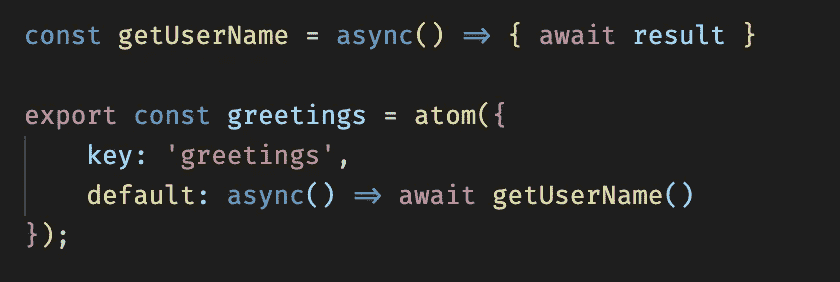 const getUserName = async() => { await result }
export const greetings = atom({
key: 'greetings',
default: async() => await getUserName()
});